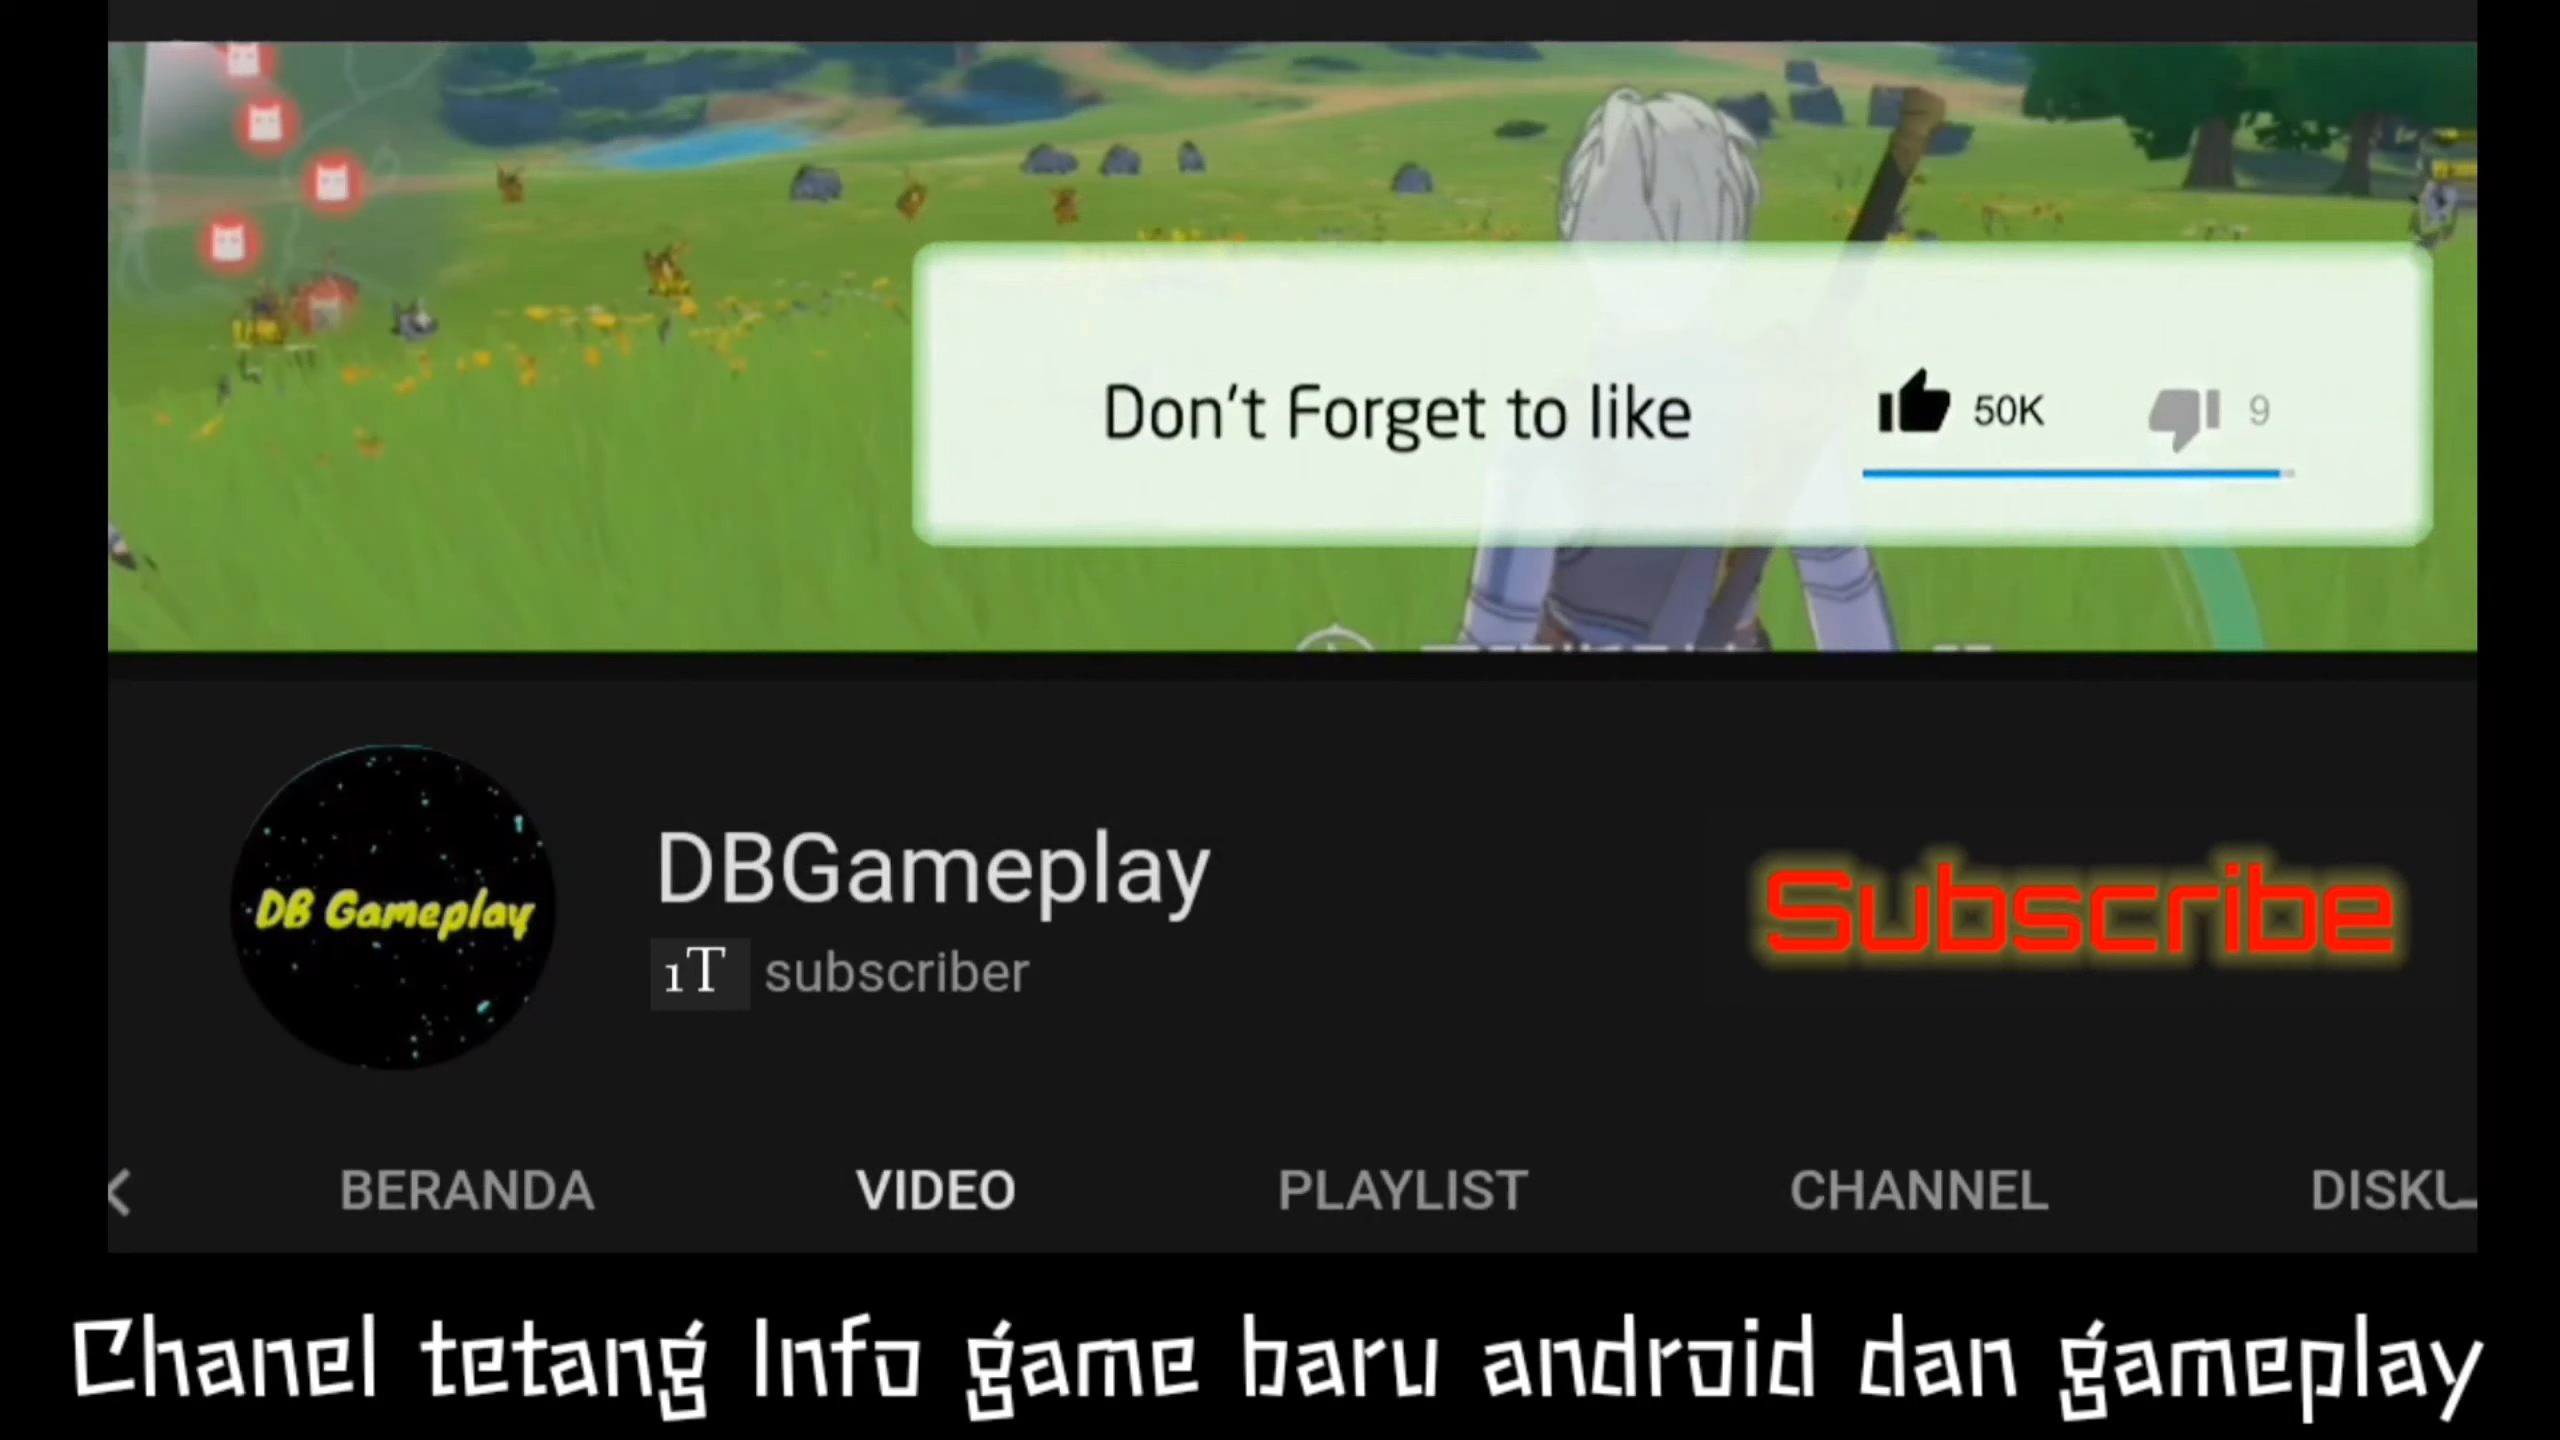 Don't Forget to like 50K 9
DB Gameplay
DBGameplay
Subscribe
1T subscriber
BERANDA VIDEO PLAYLIST CHANNEL DISKU
Chanel tetang Info game baru android dan gameplay